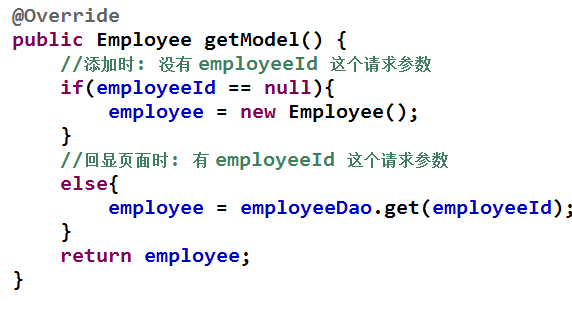 @Override
public Employee getModel() {
    //添加时: 没有 employeeId 这个请求参数
    if(employeeId == null){
        employee = new Employee();
    }
    //回显页面时: 有 employeeId 这个请求参数
    else{
        employee = employeeDao.get(employeeId);
    }
    return employee;
}